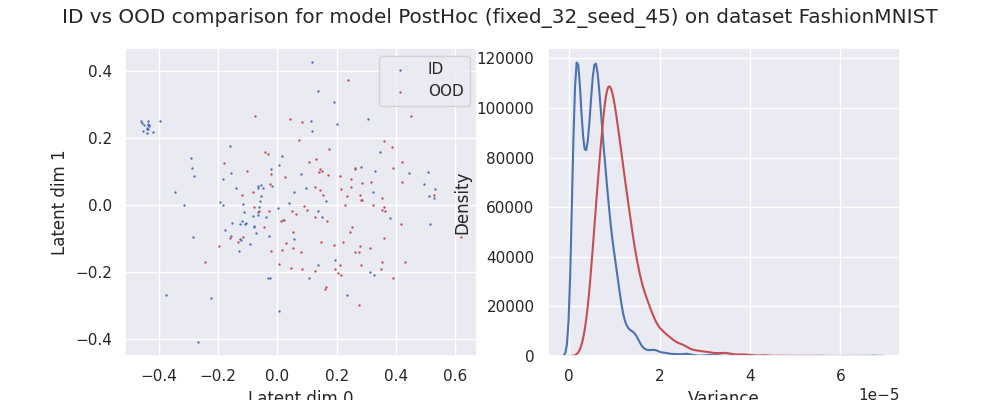 ID vs OOD comparison for model PostHoc (fixed_32_seed_45) on dataset FashionMNIST
ID
OOD
Latent dim 1
0.4
0.2
0.0
−0.2
−0.4
−0.4
−0.2
0.0
0.2
0.4
0.6
Latent dim 0
Density
120000
100000
80000
60000
40000
20000
0
0
2
4
6
1e−5
Variance